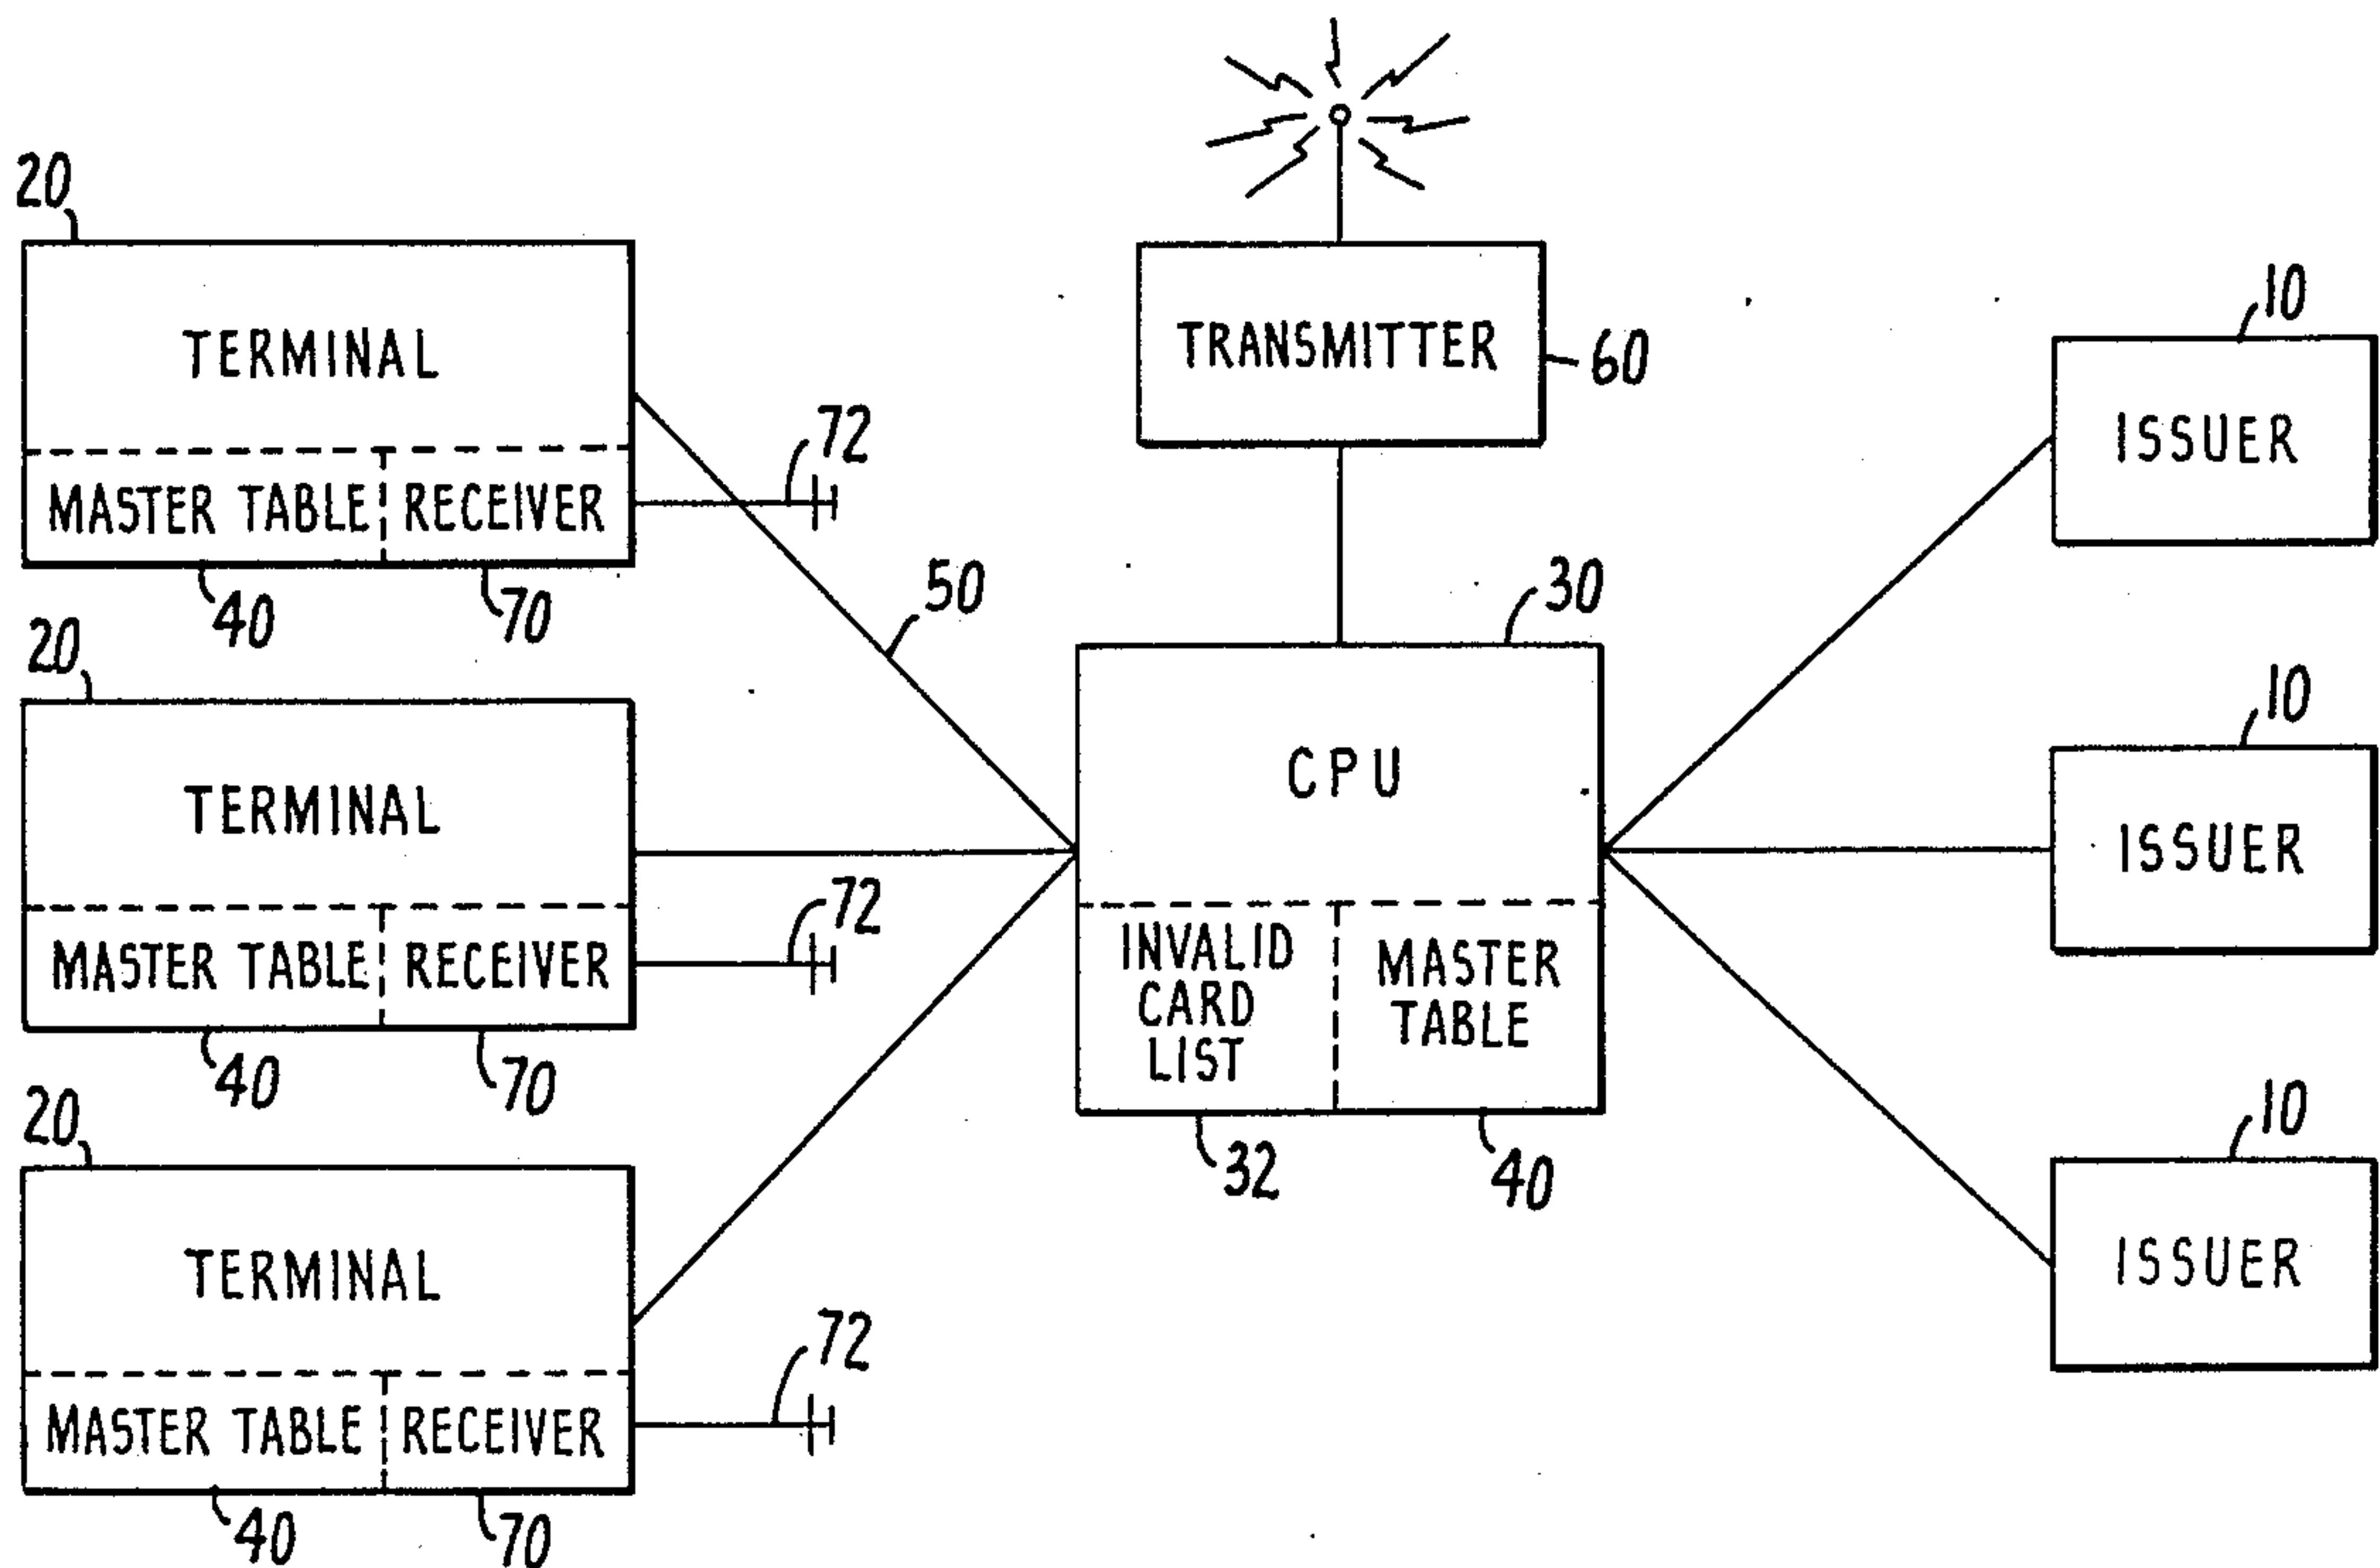 20
TERMINAL
MASTER TABLE RECEIVER
40 70
72
50
20
TERMINAL
MASTER TABLE RECEIVER
40 70
72
20
TERMINAL
MASTER TABLE RECEIVER
40 70
72
TRANSMITTER
60
30
CPU
INVALID
CARD
LIST
MASTER
TABLE
32
40
10
ISSUER
10
ISSUER
10
ISSUER